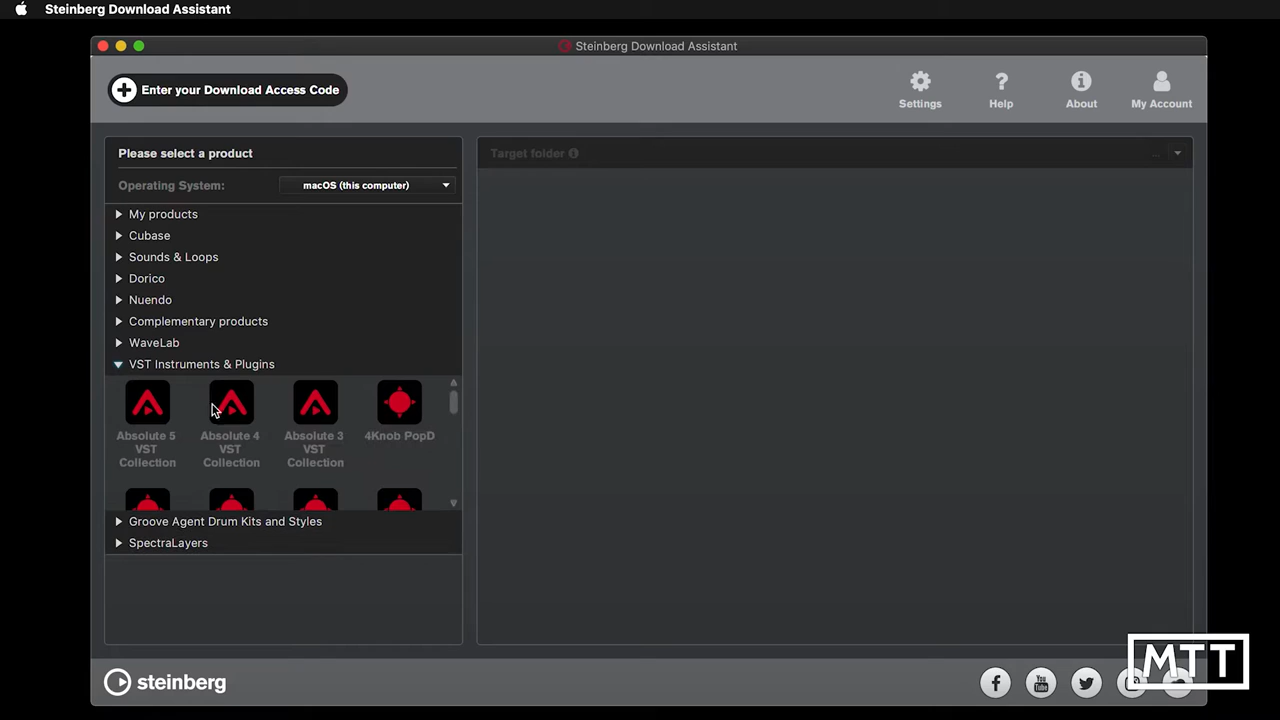 Steinberg Download Assistant
Steinberg Download Assistant
Enter your Download Access Code
Settings
Help
About
My Account
Please select a product
Target folder
Operating System:
macOS (this computer)
My products
Cubase
Sounds & Loops
Dorico
Nuendo
Complementary products
WaveLab
VST Instruments & Plugins
Absolute 5
VST
Collection
Absolute 4
VST
Collection
Absolute 3
VST
Collection
4Knob PopD
Groove Agent Drum Kits and Styles
SpectraLayers
steinberg
You
Tube
MTT